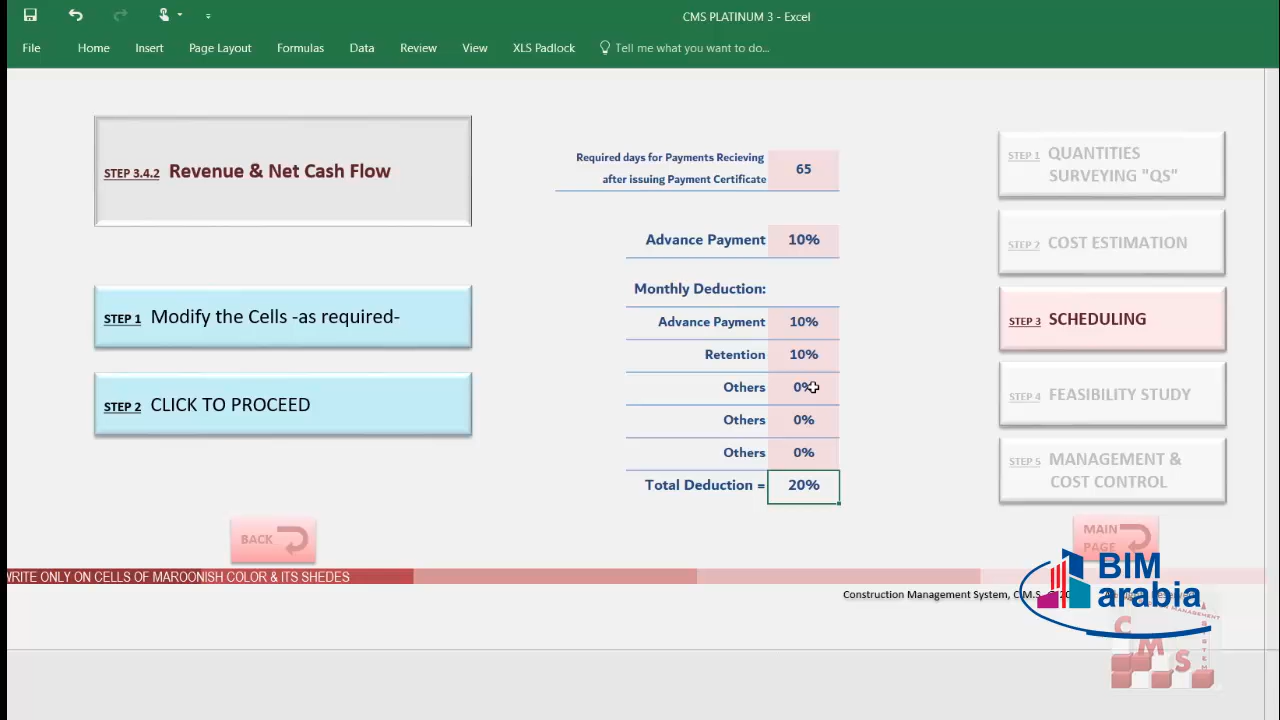 CMS PLATINUM 3 - Excel
File Home Insert Page Layout Formulas Data Review View XLS Padlock Tell me what you want to do...
STEP 3.4.2 Revenue & Net Cash Flow
STEP 1 Modify the Cells -as required-
STEP 2 CLICK TO PROCEED
BACK
Required days for Payments Recieving
after issuing Payment Certificate
65
Advance Payment 10%
Monthly Deduction:
Advance Payment 10%
Retention 10%
Others 0%
Others 0%
Others 0%
Total Deduction = 20%
STEP 1 QUANTITIES
SURVEYING "QS"
STEP 2 COST ESTIMATION
STEP 3 SCHEDULING
STEP 4 FEASIBILITY STUDY
STEP 5 MANAGEMENT &
COST CONTROL
MAIN
PAGE
WRITE ONLY ON CELLS OF MAROONISH COLOR & ITS SHEDES
Construction Management System, C.M.S.
BIM
arabia
CMS